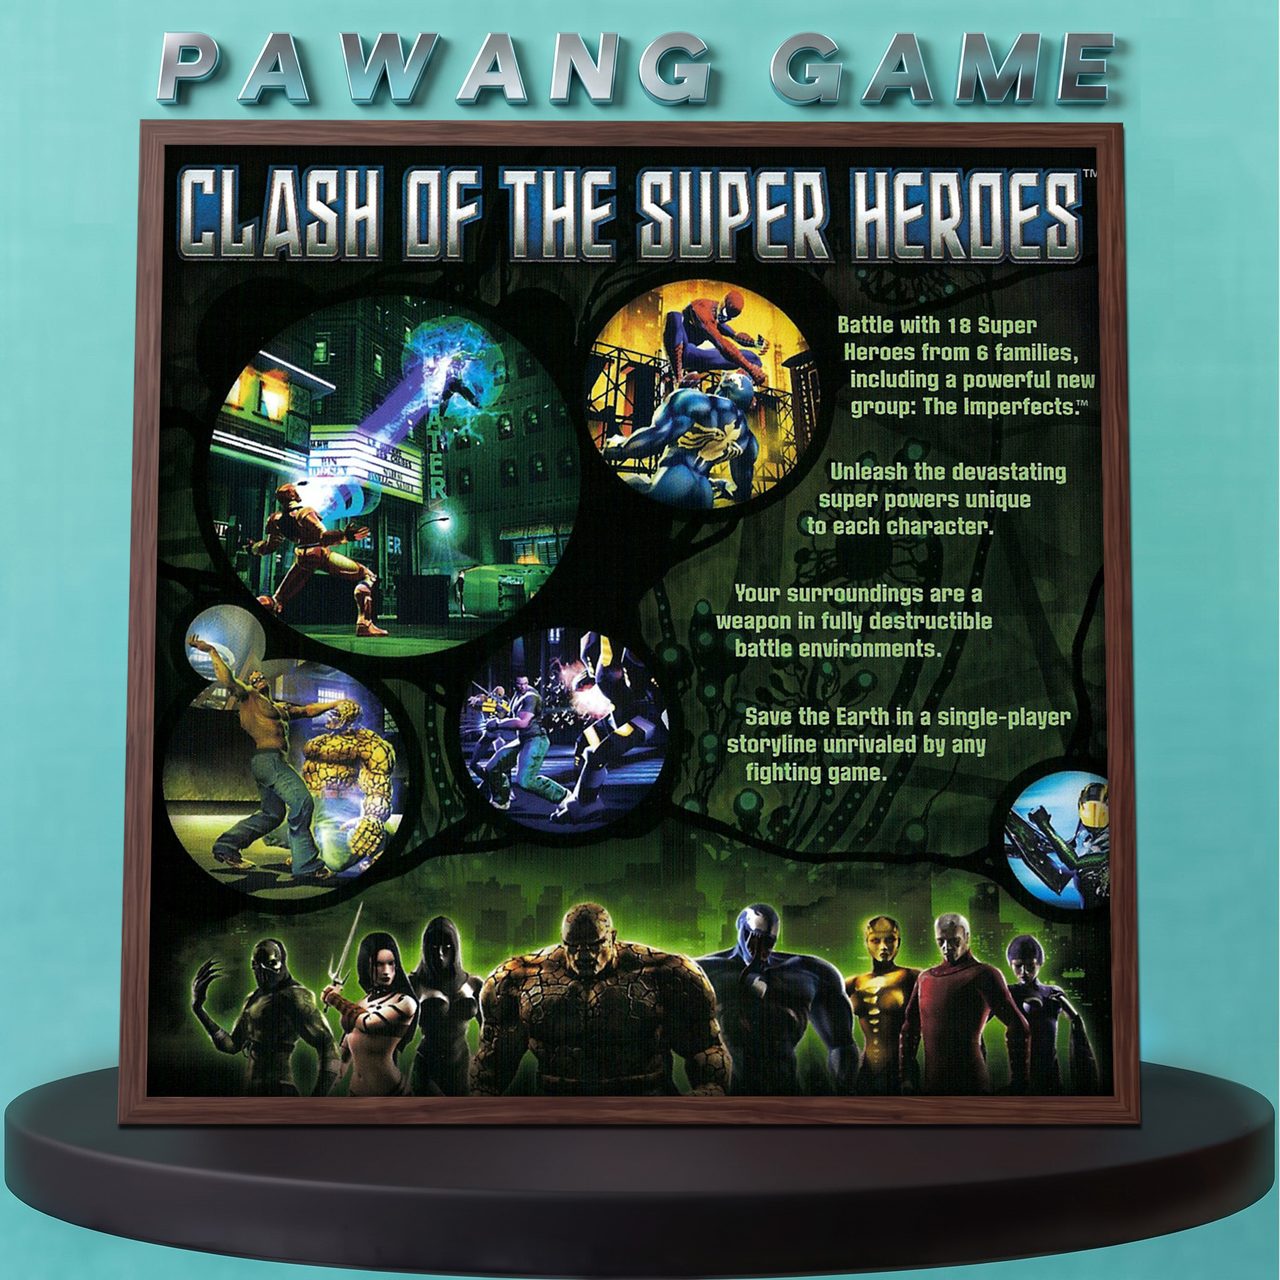 PAWANG GAME
CLASH OF THE SUPER HEROES™
Battle with 18 Super
Heroes from 6 families,
including a powerful new
group: The Imperfects.™
Unleash the devastating
super powers unique
to each character.
Your surroundings are a
weapon in fully destructible
battle environments.
Save the Earth in a single-player
storyline unrivaled by any
fighting game.